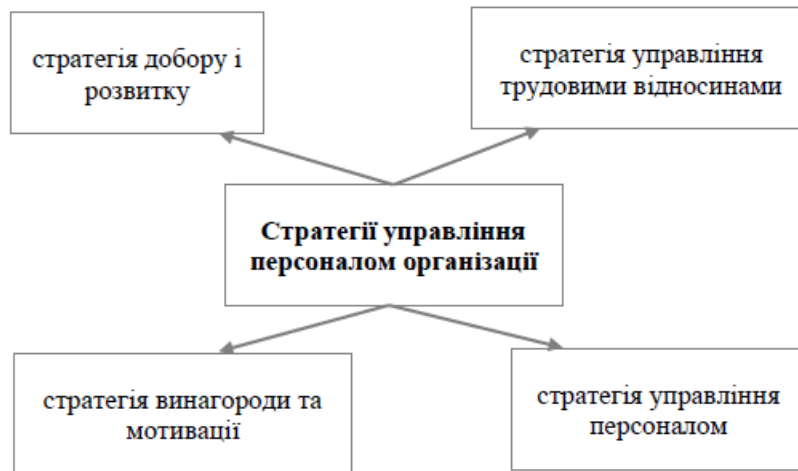 стратегія добору і
розвитку
стратегія управління
трудовими відносинами
Стратегії управління
персоналом організації
стратегія винагороди та
мотивації
стратегія управління
персоналом